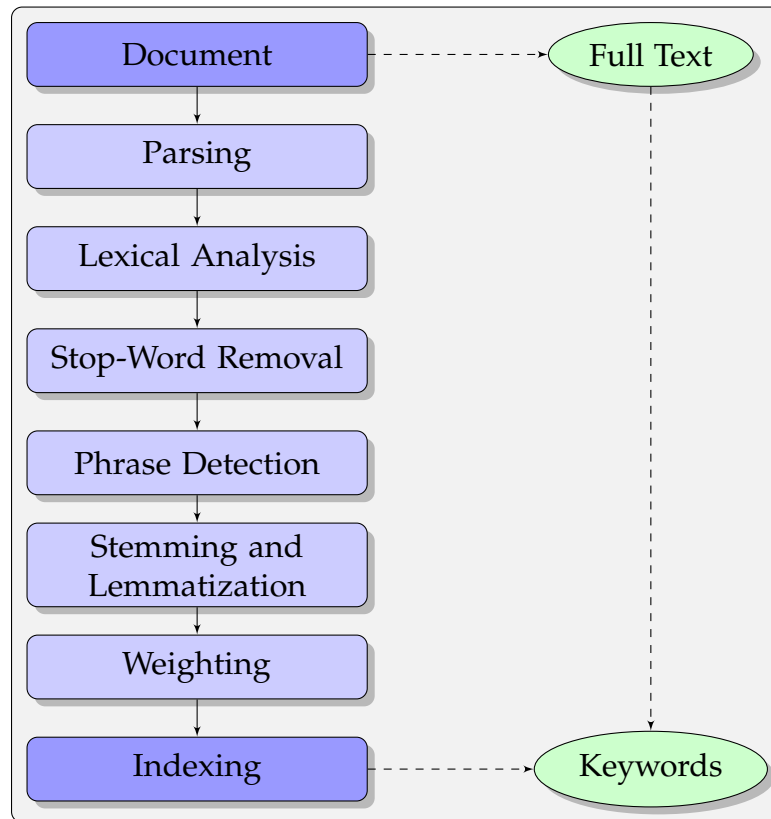 Document
Full Text
Parsing
Lexical Analysis
Stop-Word Removal
Phrase Detection
Stemming and
Lemmatization
Weighting
Indexing
Keywords